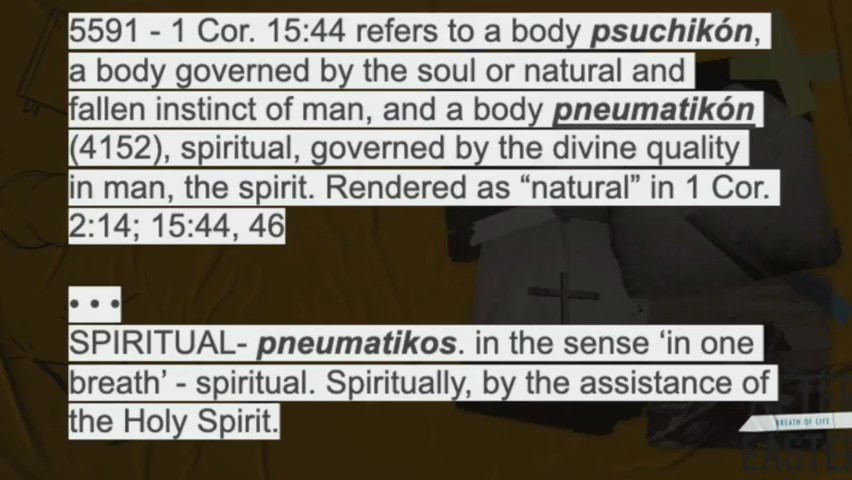 5591 - 1 Cor. 15:44 refers to a body psuchikón,
a body governed by the soul or natural and
fallen instinct of man, and a body pneumatikón
(4152), spiritual, governed by the divine quality
in man, the spirit. Rendered as “natural” in 1 Cor.
2:14; 15:44, 46
• • •
SPIRITUAL- pneumatikos. in the sense ‘in one
breath’ - spiritual. Spiritually, by the assistance of
the Holy Spirit.
BREATH OF LIFE